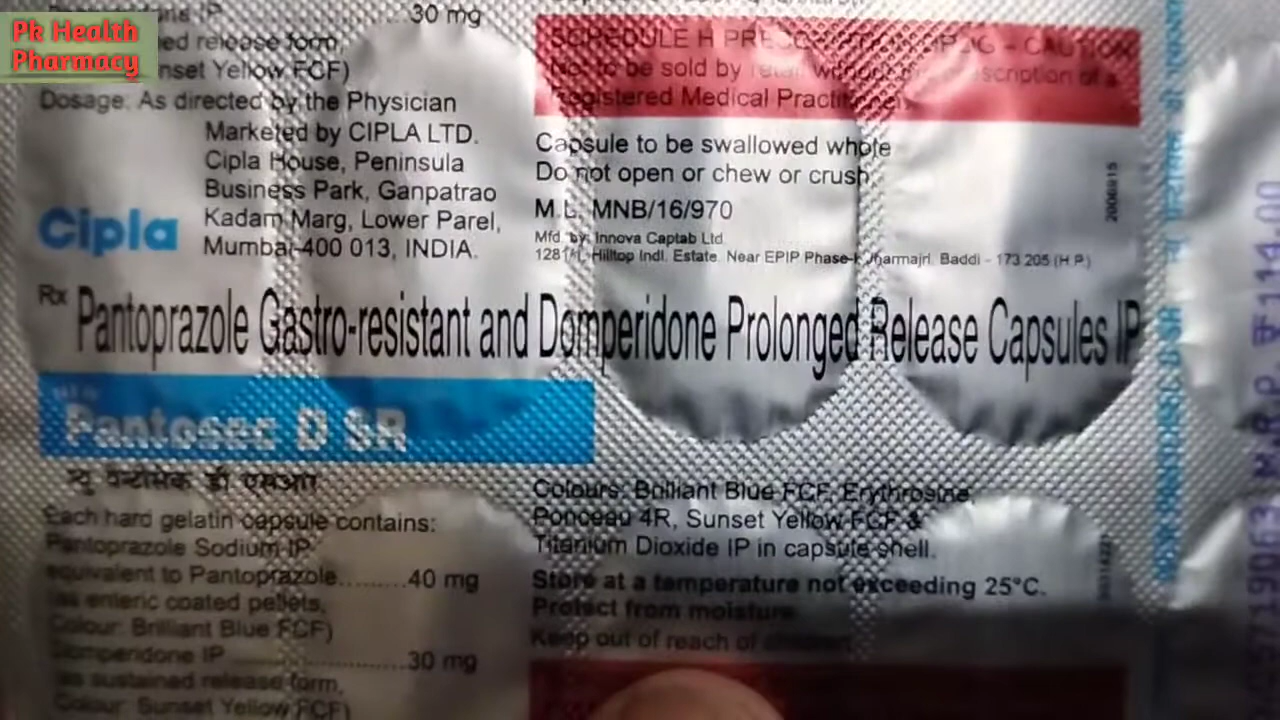 Pk Health
Pharmacy
IP 30 mg
ed release form,
nset Yellow FCF)
Dosage: As directed by the Physician
Marketed by CIPLA LTD.
Cipla House, Peninsula
Business Park, Ganpatrao
Kadam Marg, Lower Parel,
Mumbai-400 013, INDIA.
Cipla
SCHEDULE H PRESCRIPTION DRUG - CAUTION
Not to be sold by retail without scription of a
Registered Medical Practitioner
Capsule to be swallowed whole
Do not open or chew or crush
M.L. MNB/16/970
Mfd. by: Innova Captab Ltd.
Hilltop Indl. Estate. Near EPIP Phase-I, Jharmajri, Baddi - 173 205 (H.P.)
2006915
Rx Pantoprazole Gastro-resistant and Domperidone Prolonged Release Capsules IP
Pantosec D SR
न्यू पेन्टोसेक डी एसआर
Each hard gelatin capsule contains:
Pantoprazole Sodium IP
equivalent to Pantoprazole........40 mg
(as enteric coated pellets,
Colour: Brilliant Blue FCF)
Domperidone IP ......................30 mg
(as sustained release form,
Colour: Sunset Yellow FCF)
Colours: Brilliant Blue FCF, Erythrosine,
Ponceau 4R, Sunset Yellow FCF &
Titanium Dioxide IP in capsule shell.
Store at a temperature not exceeding 25°C.
Protect from moisture.
Keep out of reach of children.
M.R.P. ₹114.00